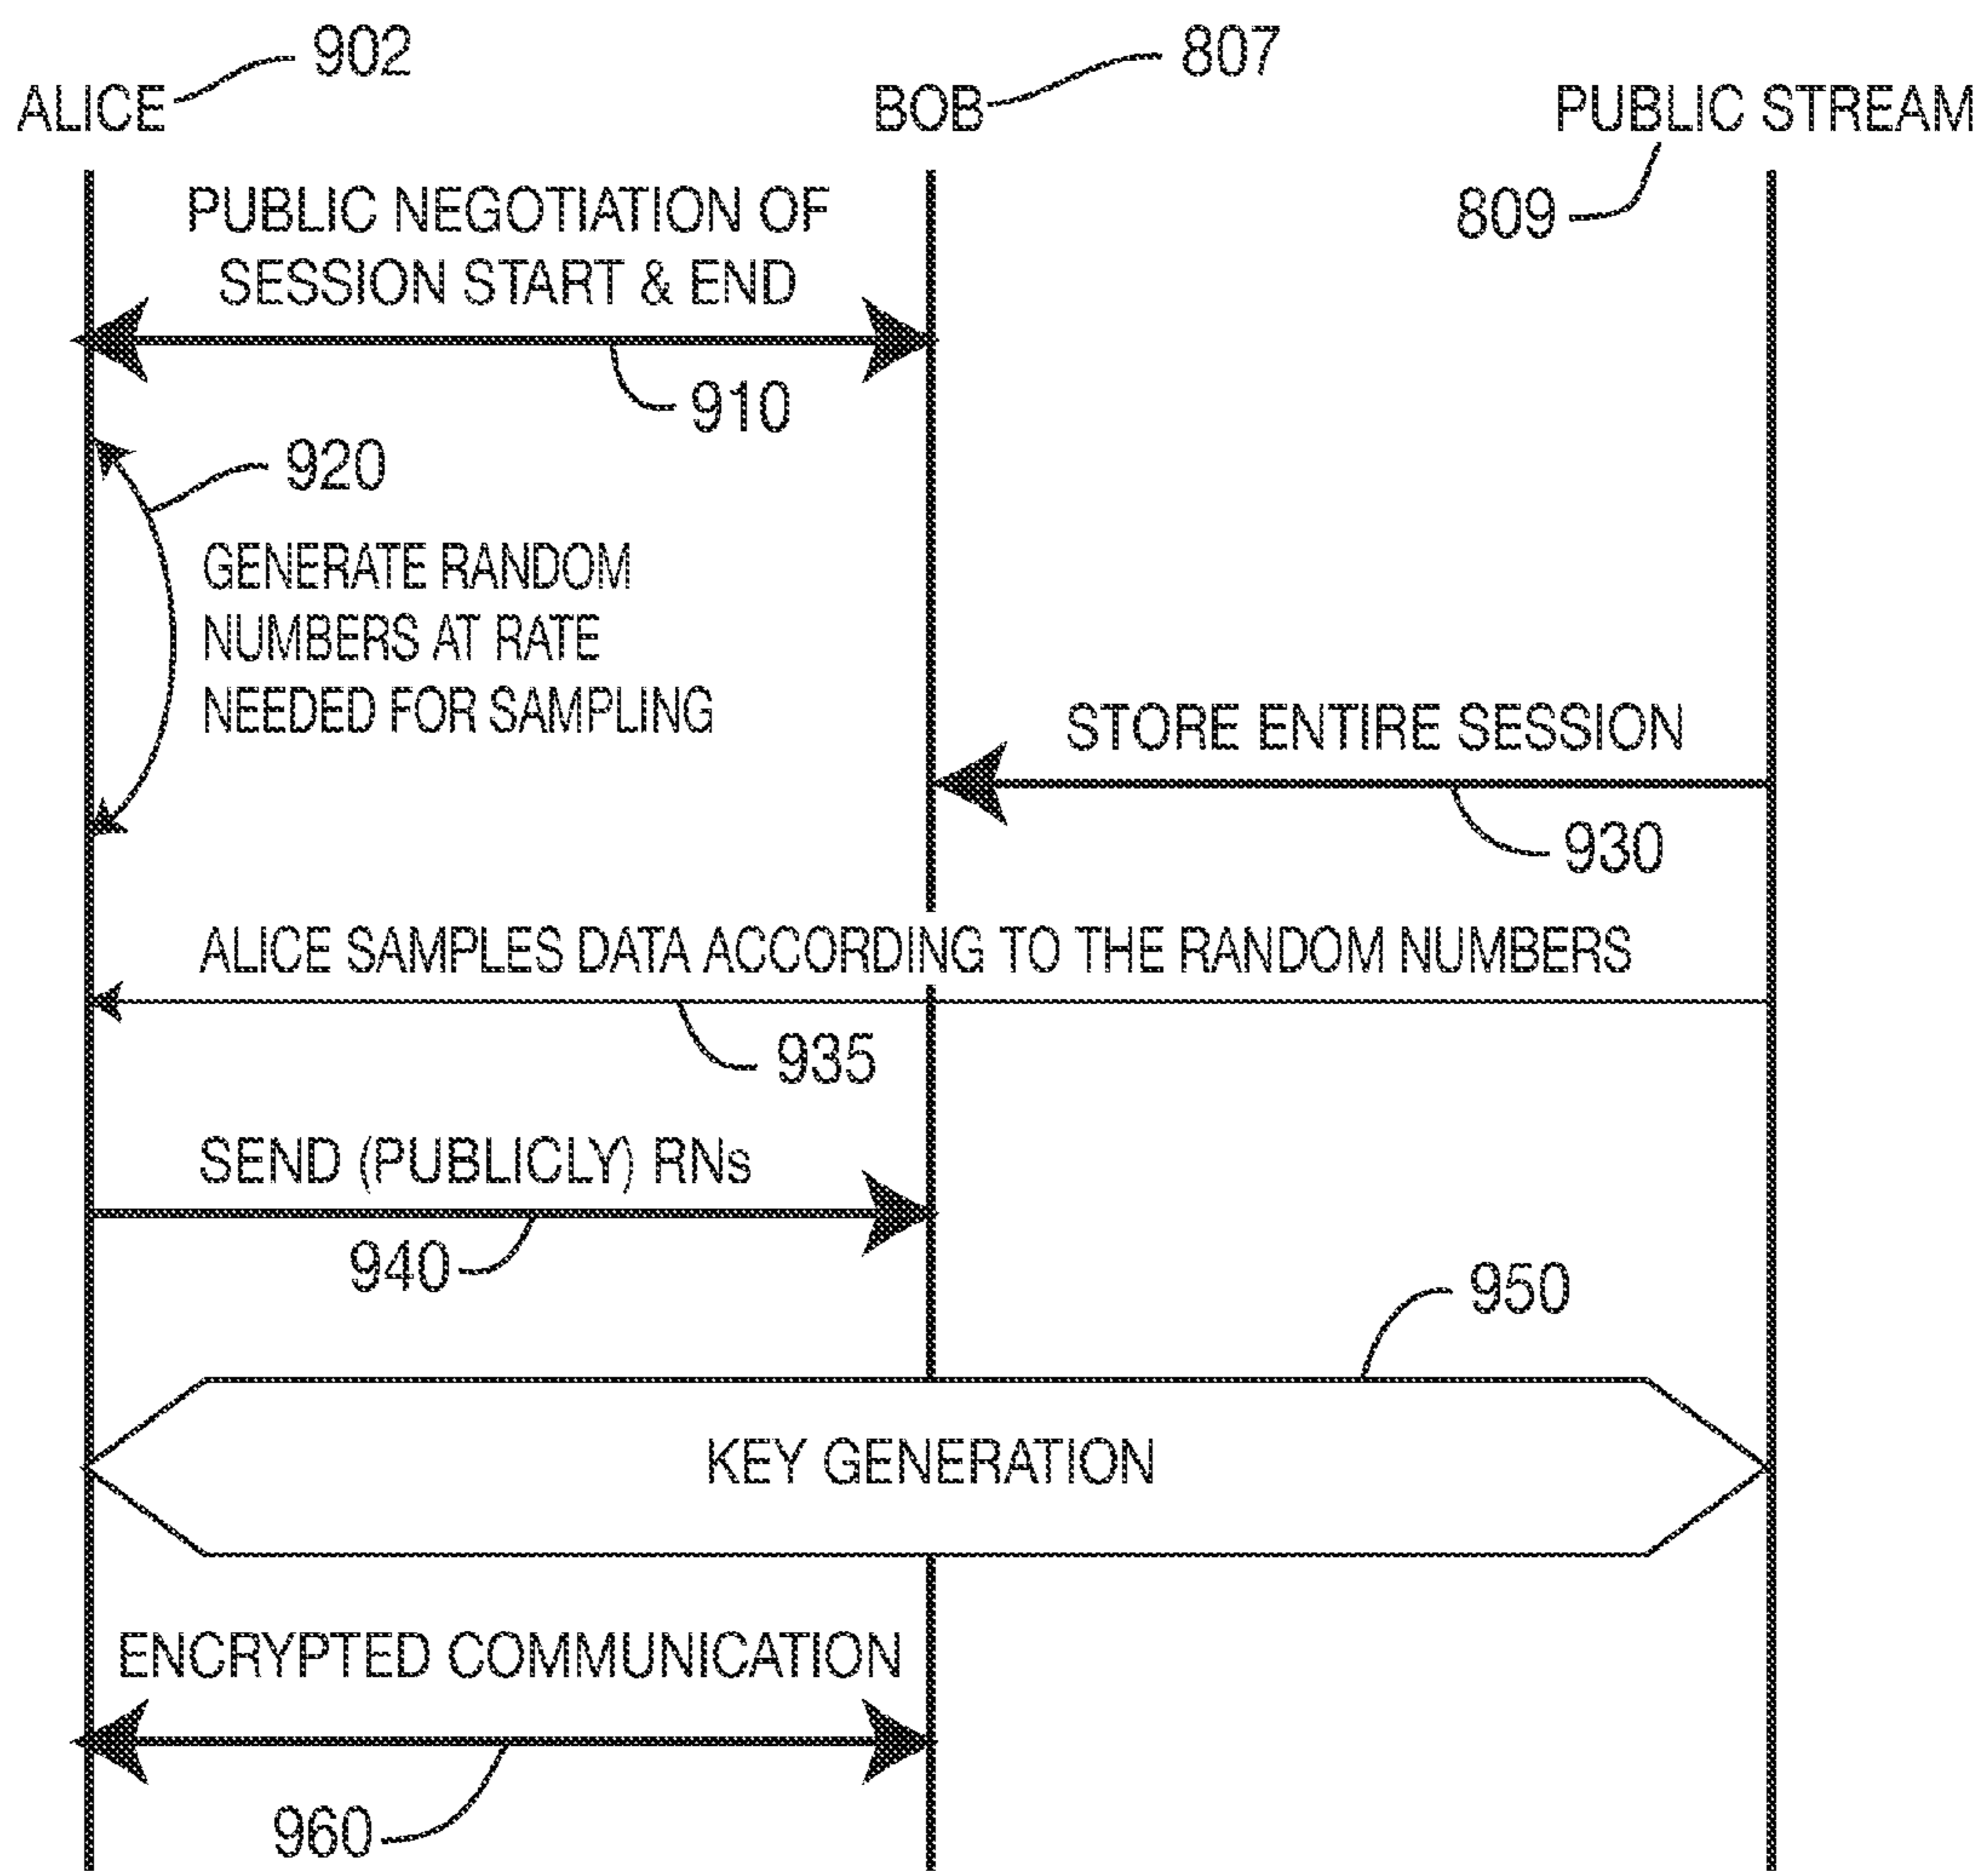 902
807
ALICE
BOB
PUBLIC STREAM
809
PUBLIC NEGOTIATION OF
SESSION START & END
910
920
GENERATE RANDOM
NUMBERS AT RATE
NEEDED FOR SAMPLING
STORE ENTIRE SESSION
930
ALICE SAMPLES DATA ACCORDING TO THE RANDOM NUMBERS
935
SEND (PUBLICLY) RNs
940
950
KEY GENERATION
ENCRYPTED COMMUNICATION
960